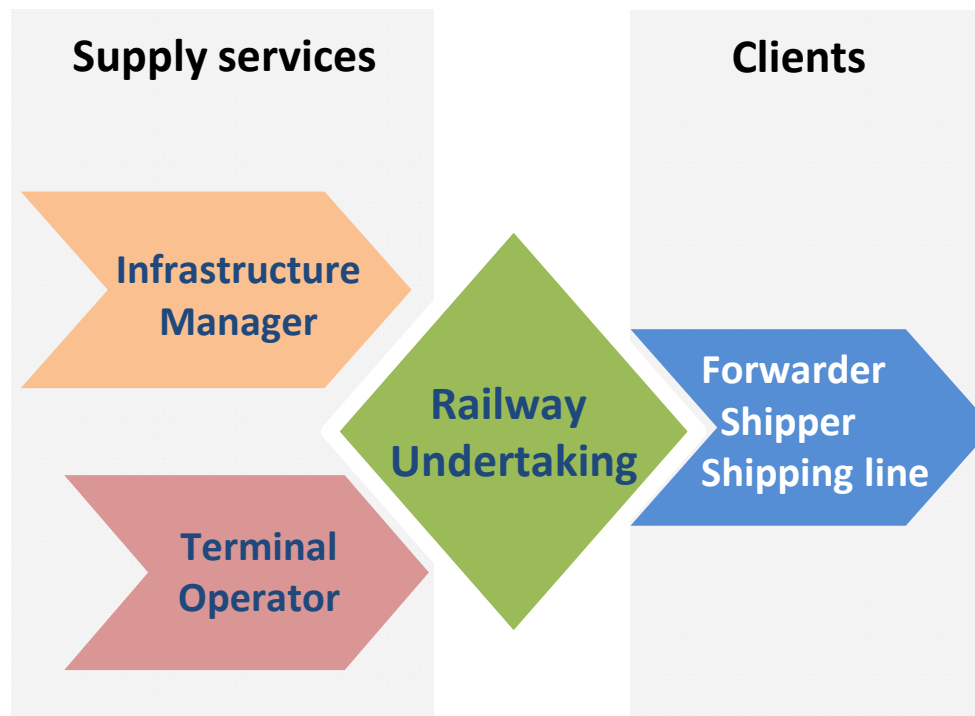 Supply services
Clients
Infrastructure
Manager
Railway
Undertaking
Forwarder
Shipper
Shipping line
Terminal
Operator